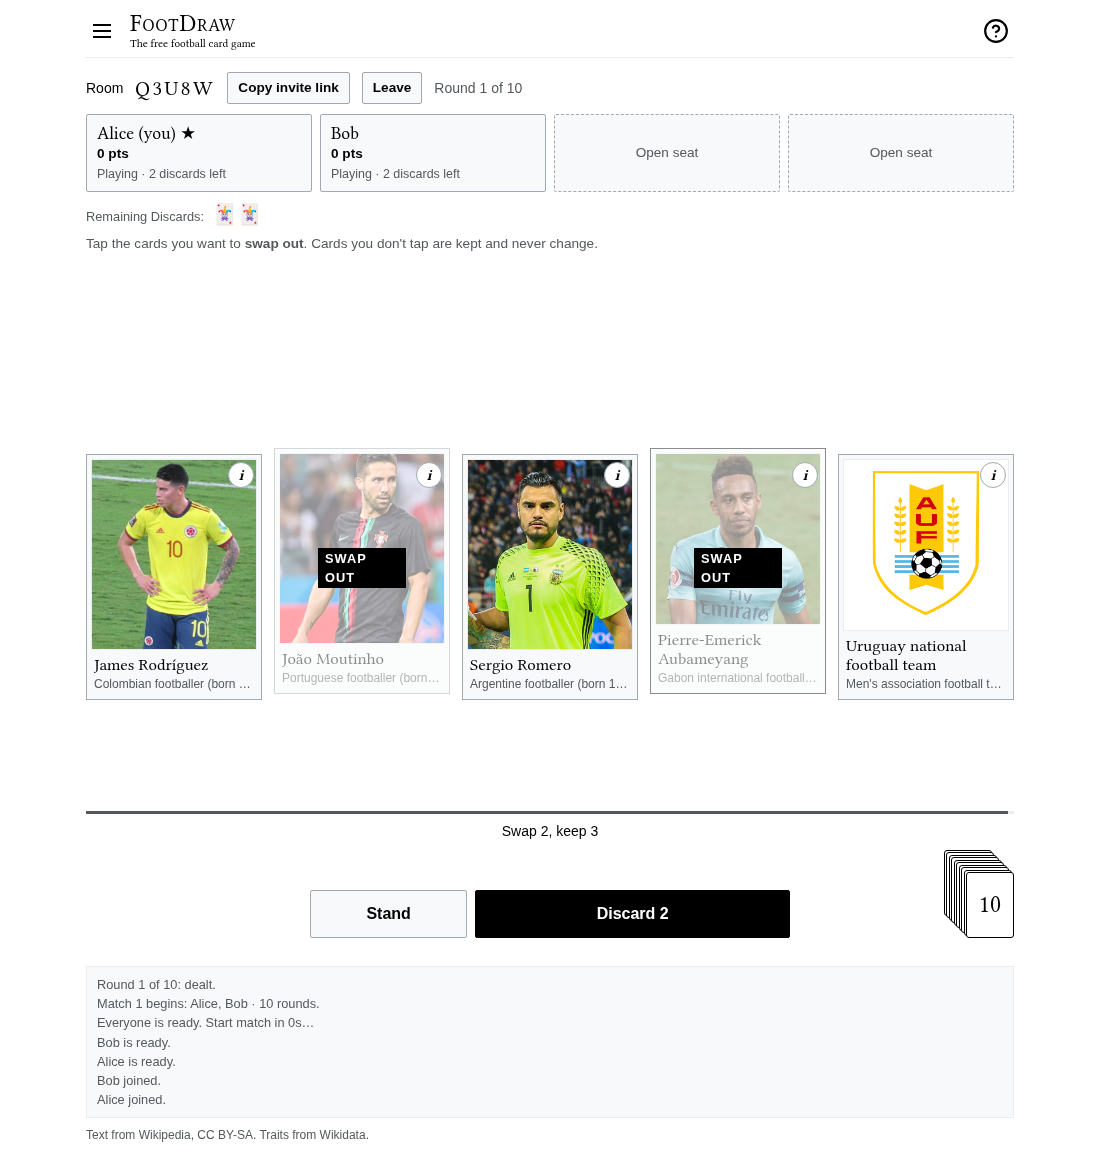 FootDraw
The free football card game
Room Q3U8W Copy invite link Leave Round 1 of 10
Alice (you) ★
0 pts
Playing · 2 discards left
Bob
0 pts
Playing · 2 discards left
Open seat
Open seat
Remaining Discards:
Tap the cards you want to swap out. Cards you don't tap are kept and never change.
i
10
10
James Rodríguez
Colombian footballer (born …
i
SWAP
OUT
João Moutinho
Portuguese footballer (born…
i
1
Sergio Romero
Argentine footballer (born 1…
i
SWAP
OUT
Fly
Emirates
Pierre-Emerick
Aubameyang
Gabon international football…
i
A
U
F
Uruguay national
football team
Men's association football t…
Swap 2, keep 3
Stand
Discard 2
10
Round 1 of 10: dealt.
Match 1 begins: Alice, Bob · 10 rounds.
Everyone is ready. Start match in 0s…
Bob is ready.
Alice is ready.
Bob joined.
Alice joined.
Text from Wikipedia, CC BY-SA. Traits from Wikidata.